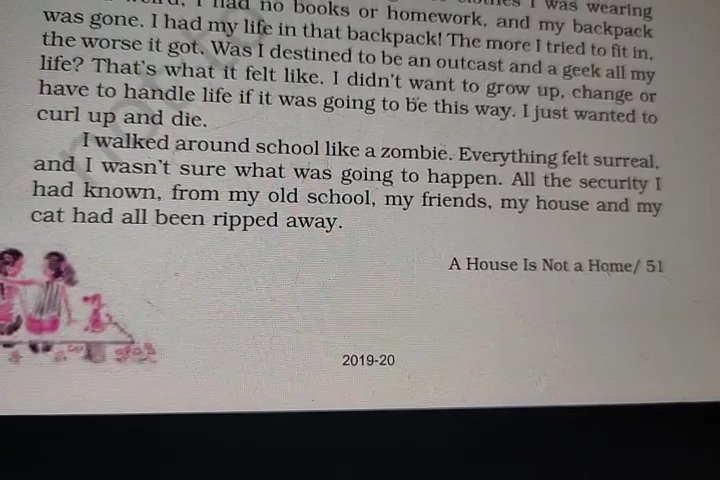 I had no books or homework, and my backpack
was gone. I had my life in that backpack! The more I tried to fit in,
the worse it got. Was I destined to be an outcast and a geek all my
life? That's what it felt like. I didn't want to grow up, change or
have to handle life if it was going to be this way. I just wanted to
curl up and die.
I walked around school like a zombie. Everything felt surreal,
and I wasn't sure what was going to happen. All the security I
had known, from my old school, my friends, my house and my
cat had all been ripped away.
A House Is Not a Home/ 51
2019-20